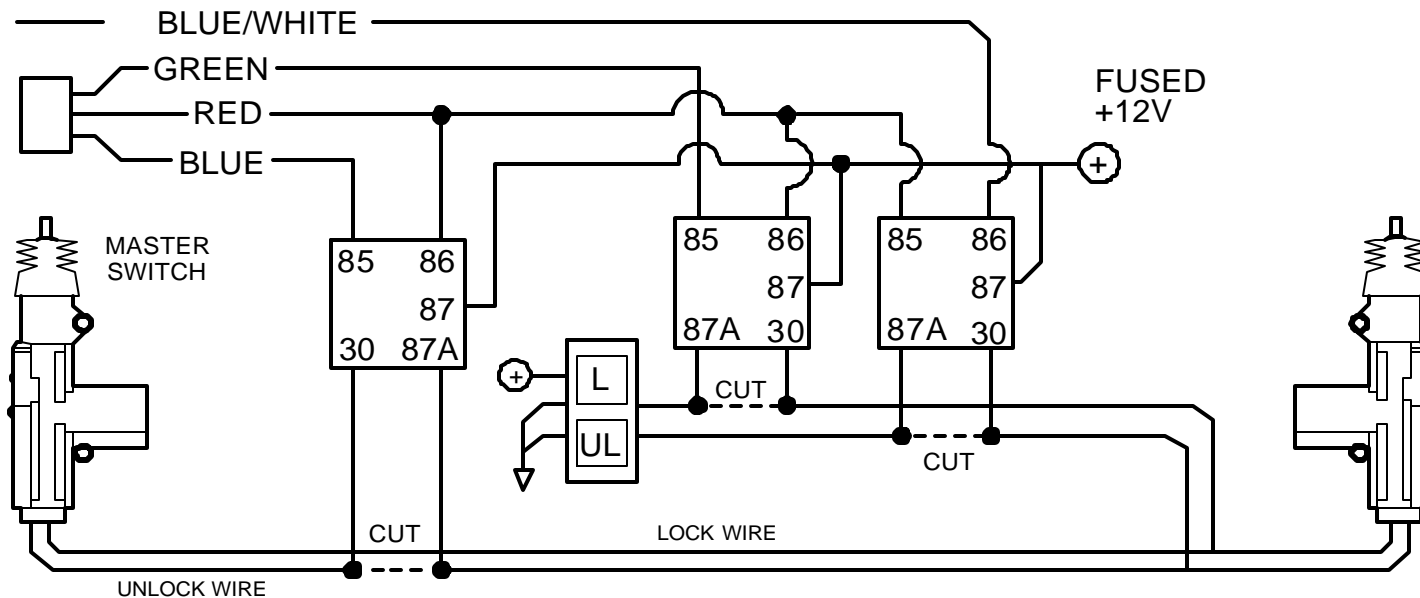 BLUE/WHITE
GREEN
RED
BLUE
FUSED
+12V
+
MASTER
SWITCH
85 86
87
30 87A
85 86
87
87A 30
85 86
87
87A 30
+
L
UL
CUT
CUT
CUT
LOCK WIRE
UNLOCK WIRE